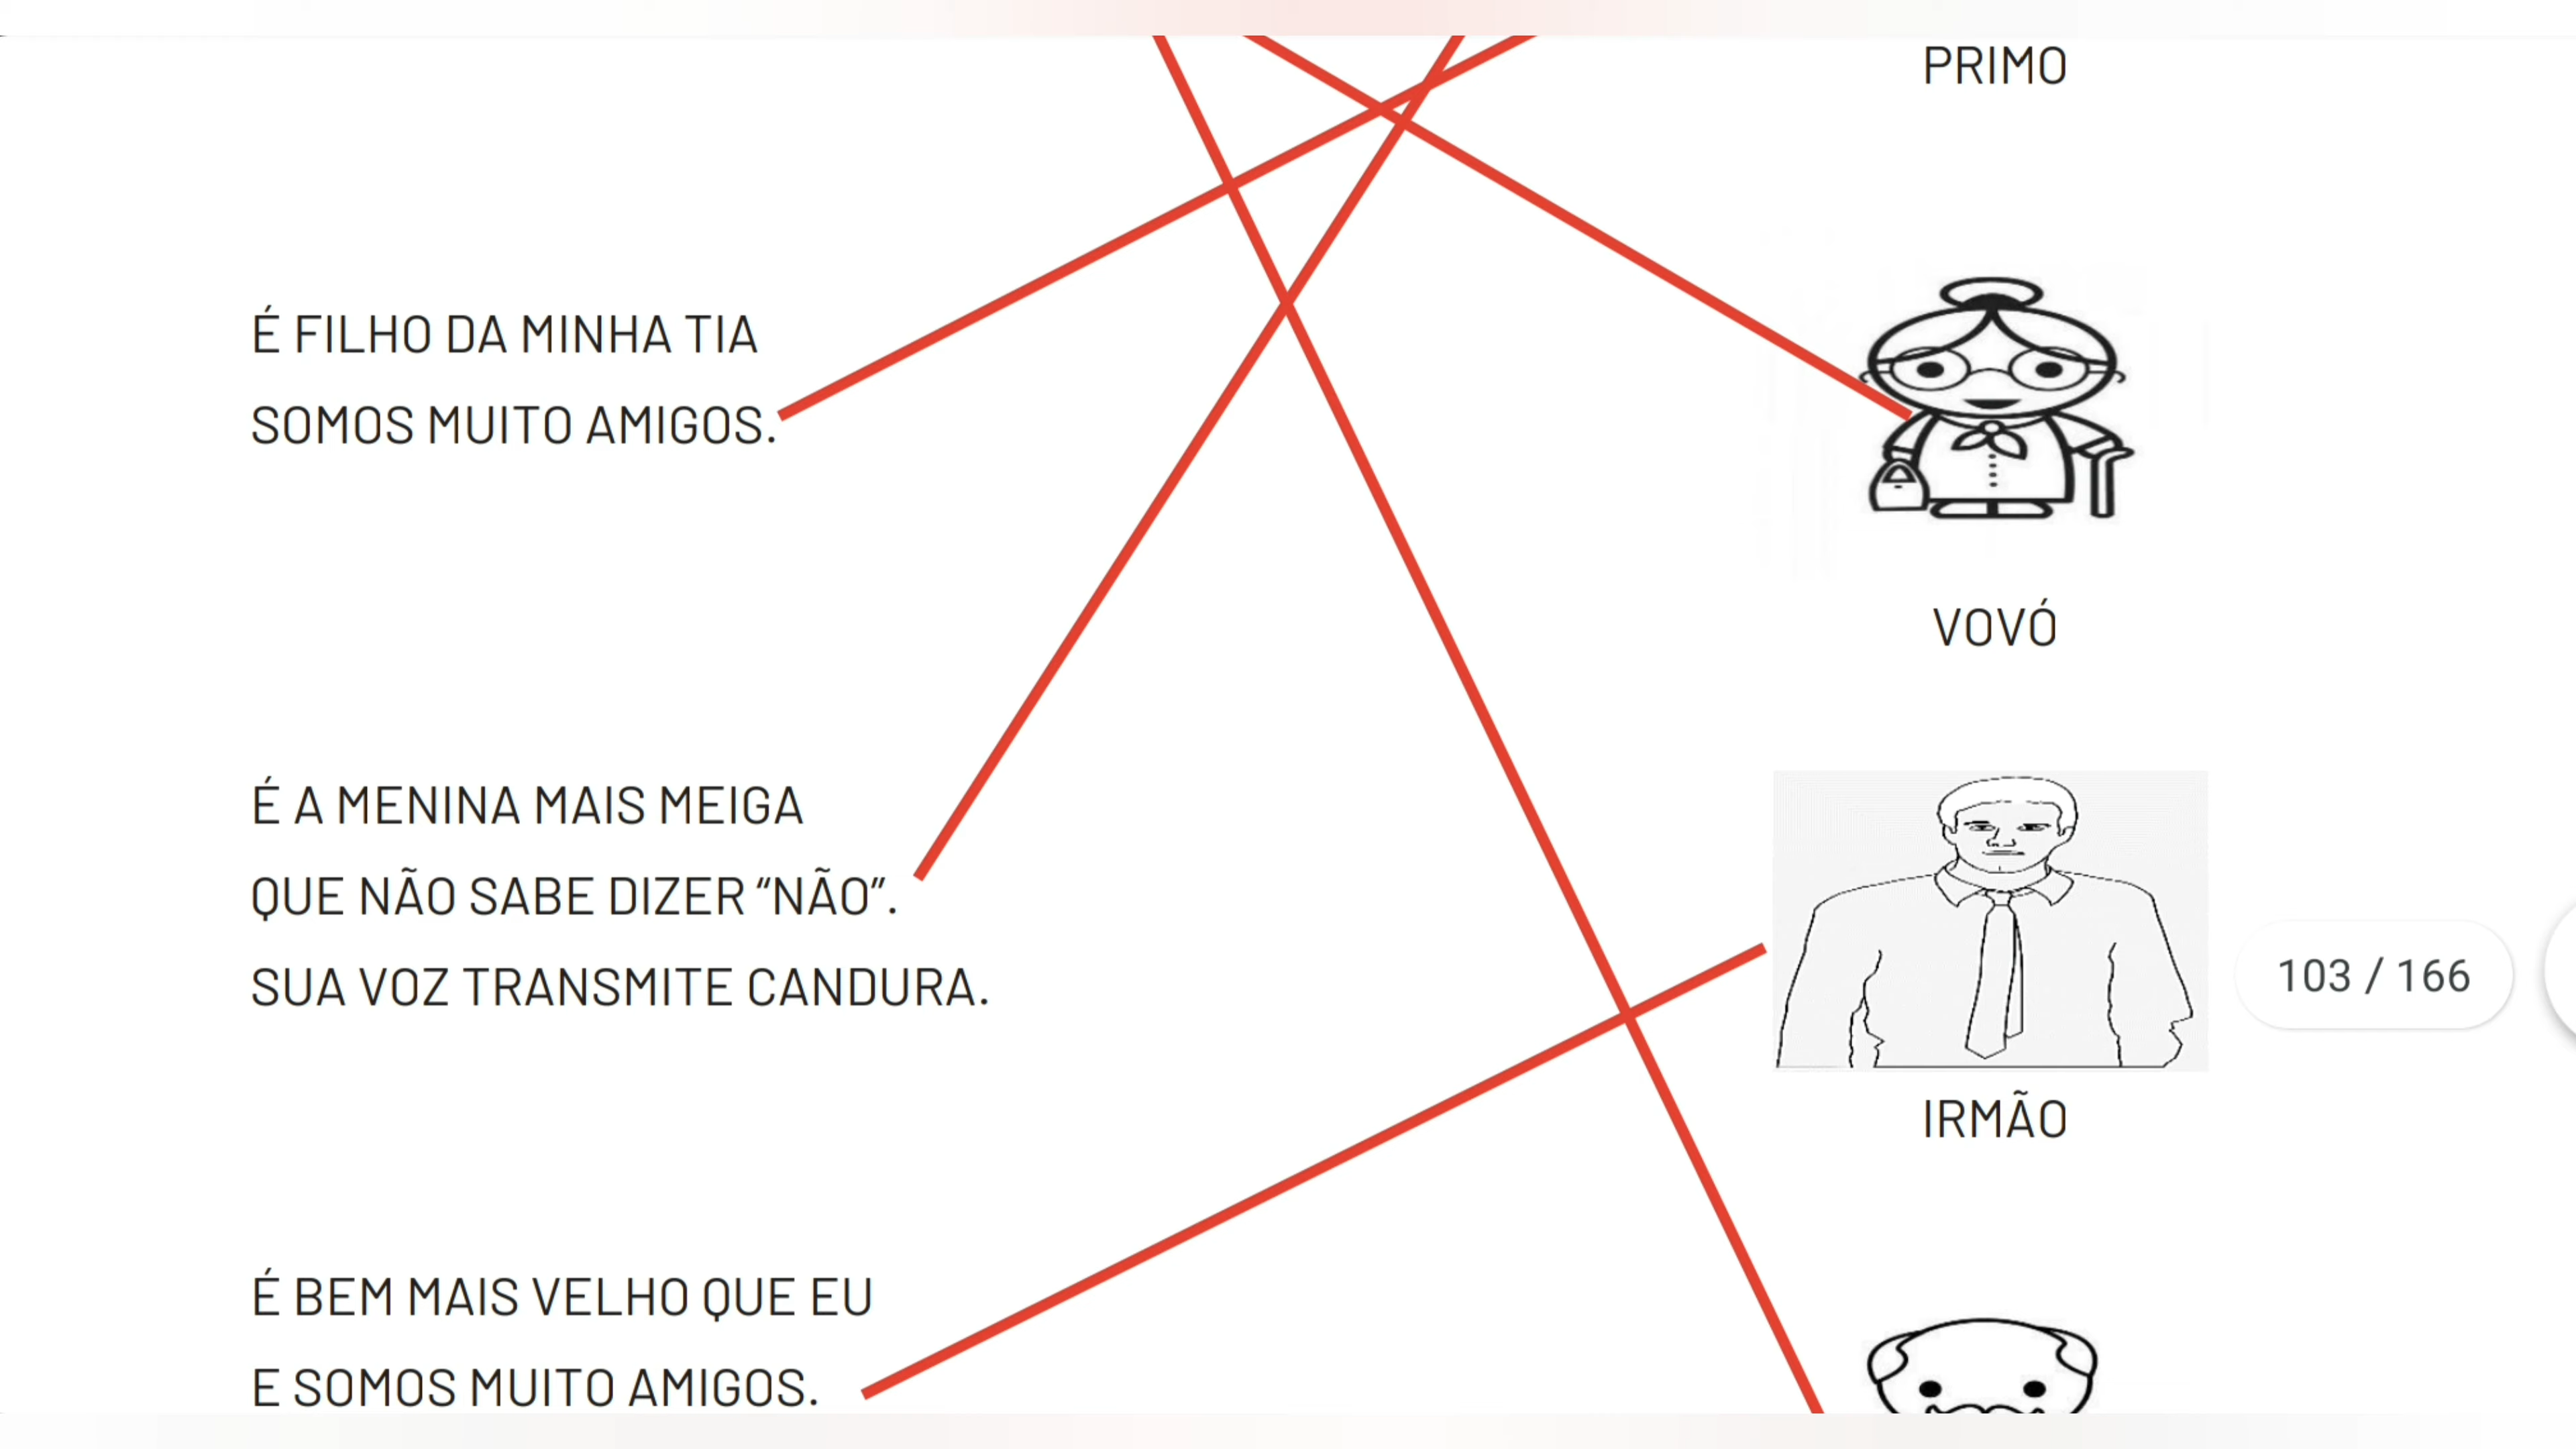 PRIMO
É FILHO DA MINHA TIA
SOMOS MUITO AMIGOS.
VOVÓ
É A MENINA MAIS MEIGA
QUE NÃO SABE DIZER “NÃO”.
SUA VOZ TRANSMITE CANDURA.
103 / 166
IRMÃO
É BEM MAIS VELHO QUE EU
E SOMOS MUITO AMIGOS.